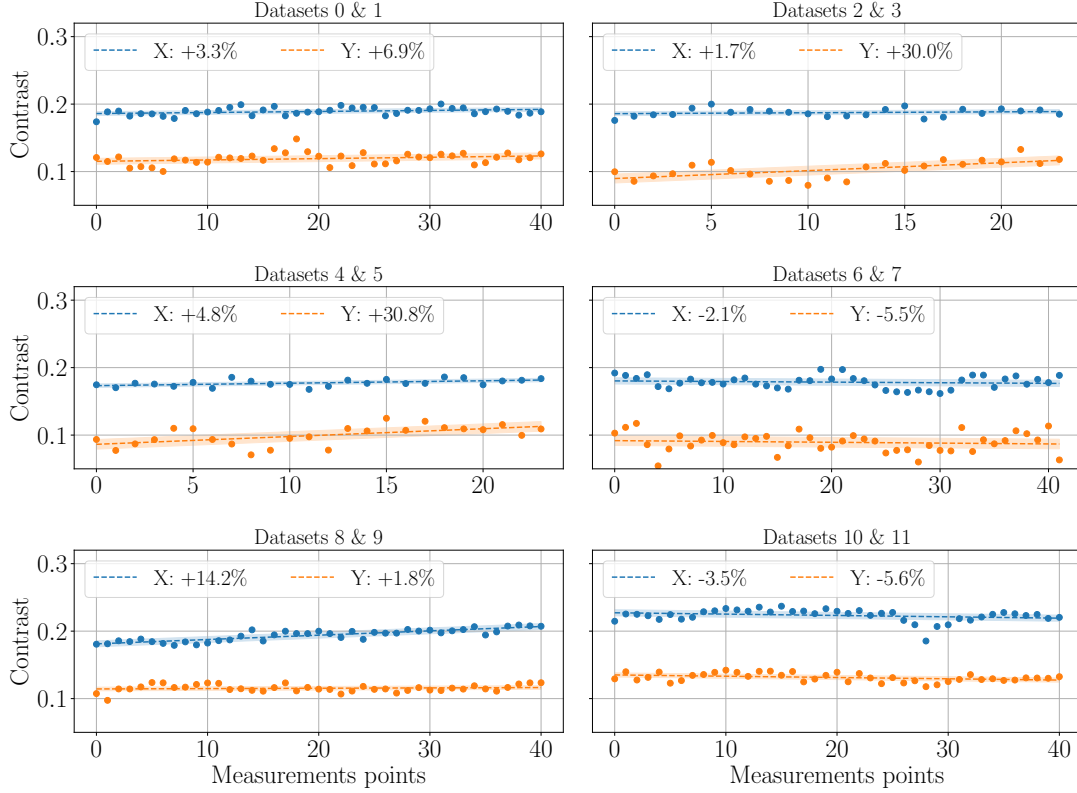 Datasets 0 & 1
Datasets 2 & 3
0.3
0.2
0.1
Contrast
X: +3.3%
Y: +6.9%
X: +1.7%
Y: +30.0%
0
10
20
30
40
0
5
10
15
20
Datasets 4 & 5
Datasets 6 & 7
0.3
0.2
0.1
Contrast
X: +4.8%
Y: +30.8%
X: -2.1%
Y: -5.5%
0
5
10
15
20
0
10
20
30
40
Datasets 8 & 9
Datasets 10 & 11
0.3
0.2
0.1
Contrast
X: +14.2%
Y: +1.8%
X: -3.5%
Y: -5.6%
0
10
20
30
40
0
10
20
30
40
Measurements points
Measurements points